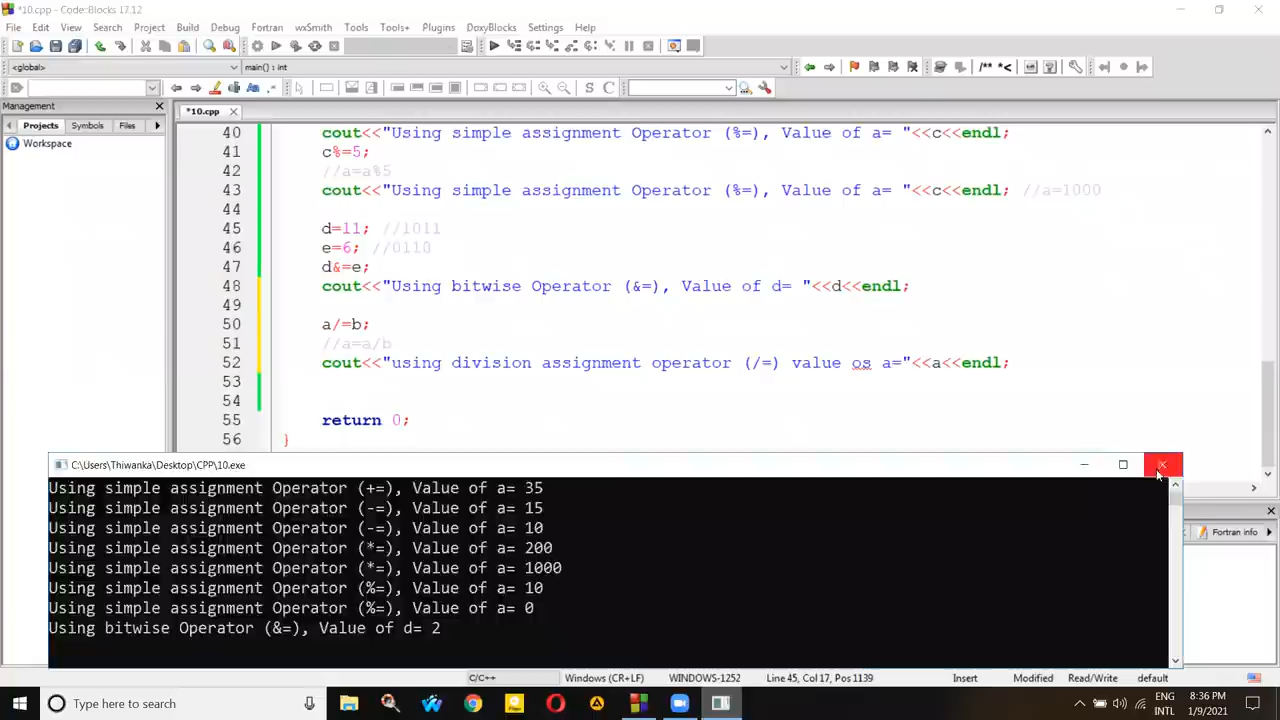 *10.cpp - Code::Blocks 17.12
File Edit View Search Project Build Debug Fortran wxSmith Tools Tools+ Plugins DoxyBlocks Settings Help
<global> main() : int
/** *<
S C
Management
*10.cpp
Projects Symbols Files
Workspace
40 cout<<"Using simple assignment Operator (%=), Value of a= "<<c<<endl;
41 c%=5;
42 //a=a%5
43 cout<<"Using simple assignment Operator (%=), Value of a= "<<c<<endl; //a=1000
44
45 d=11; //1011
46 e=6; //0110
47 d&=e;
48 cout<<"Using bitwise Operator (&=), Value of d= "<<d<<endl;
49
50 a/=b;
51 //a=a/b
52 cout<<"using division assignment operator (/=) value os a="<<a<<endl;
53
54
55 return 0;
56 }
C:\Users\Thiwanka\Desktop\CPP\10.exe
Using simple assignment Operator (+=), Value of a= 35
Using simple assignment Operator (-=), Value of a= 15
Using simple assignment Operator (-=), Value of a= 10
Using simple assignment Operator (*=), Value of a= 200
Using simple assignment Operator (*=), Value of a= 1000
Using simple assignment Operator (%=), Value of a= 10
Using simple assignment Operator (%=), Value of a= 0
Using bitwise Operator (&=), Value of d= 2
Fortran info
C/C++ Windows (CR+LF) WINDOWS-1252 Line 45, Col 17, Pos 1139 Insert Modified Read/Write default
Type here to search
ENG
INTL
8:36 PM
1/9/2021